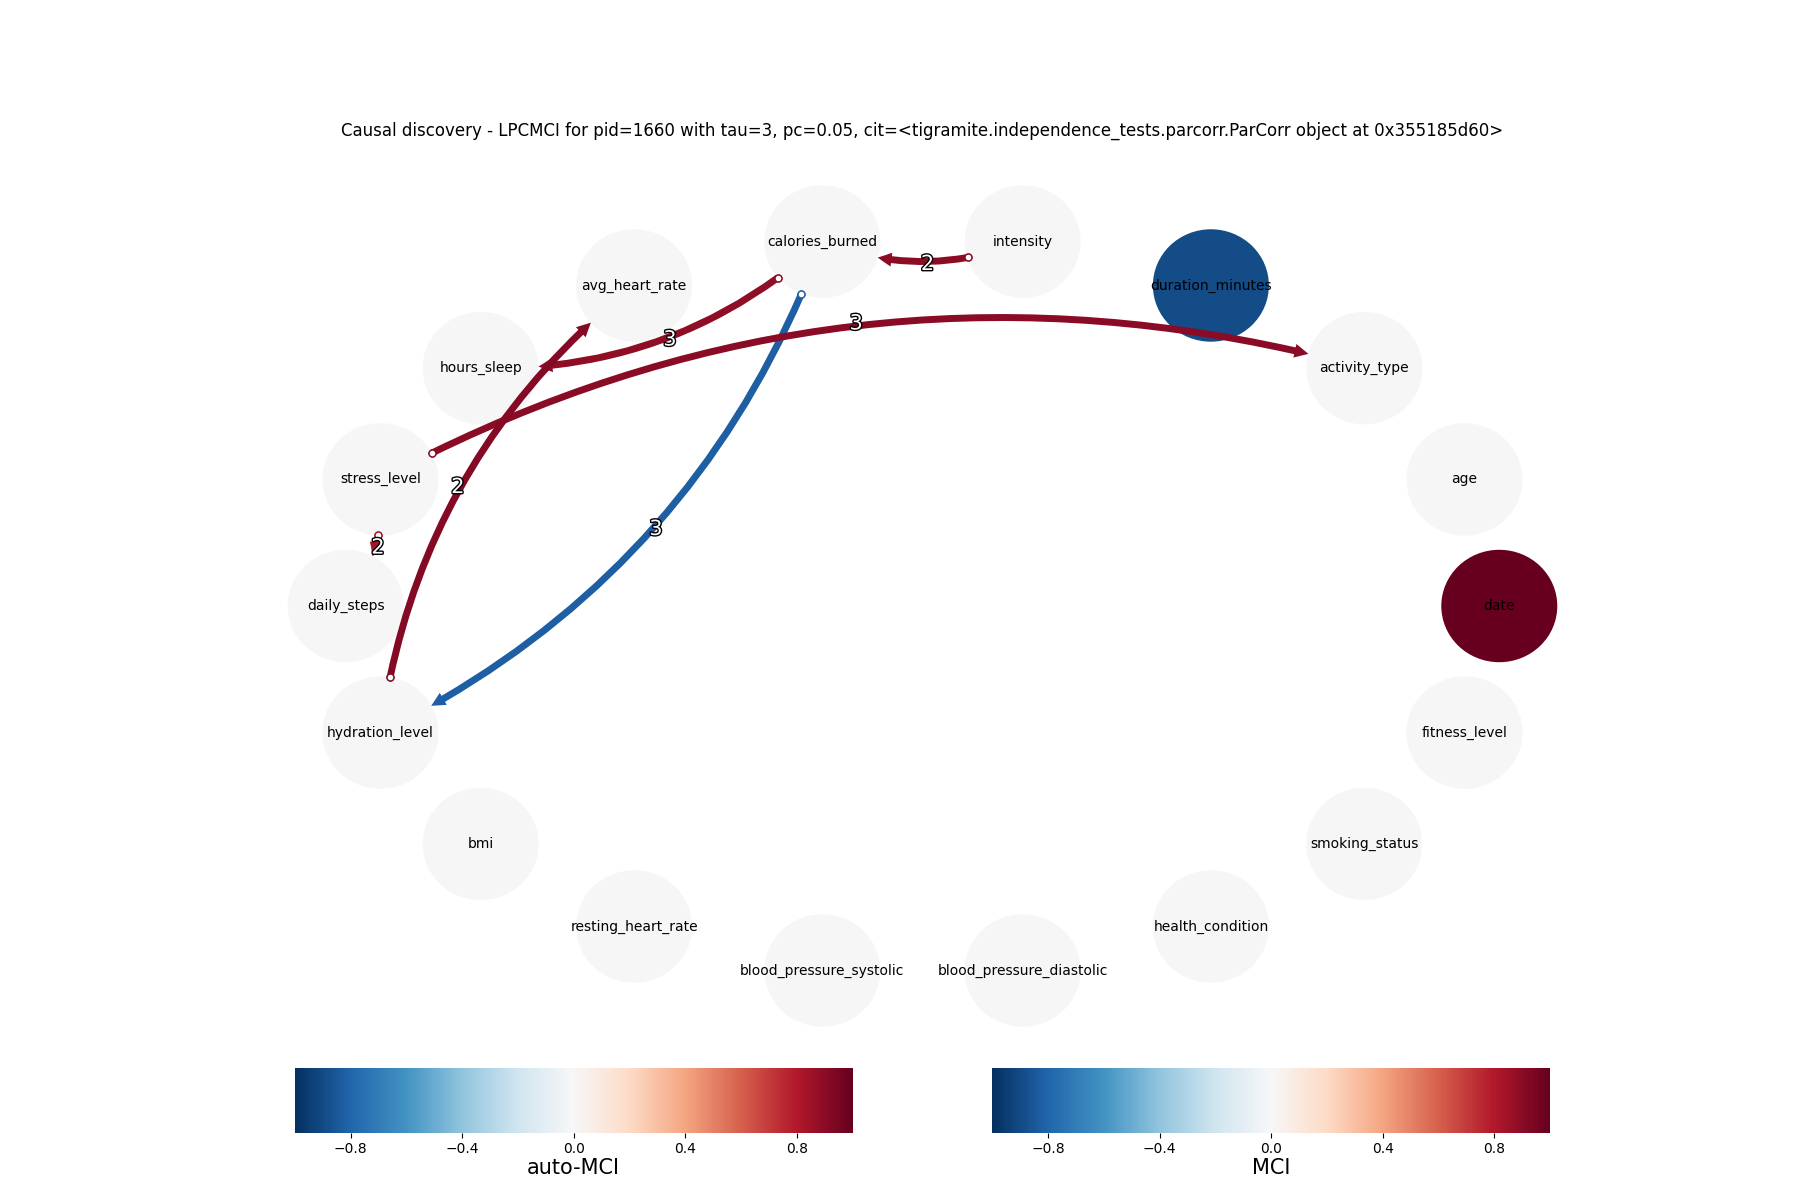 Causal discovery - LPCMCI for pid=1660 with tau=3, pc=0.05, cit=<tigramite.independence_tests.parcorr.ParCorr object at 0x355185d60>
calories_burned
intensity
2
avg_heart_rate
duration_minutes
3
3
hours_sleep
activity_type
stress_level
2
age
3
2
daily_steps
date
hydration_level
fitness_level
bmi
smoking_status
resting_heart_rate
health_condition
blood_pressure_systolic
blood_pressure_diastolic
−0.8 −0.4 0.0 0.4 0.8
auto-MCI
−0.8 −0.4 0.0 0.4 0.8
MCI